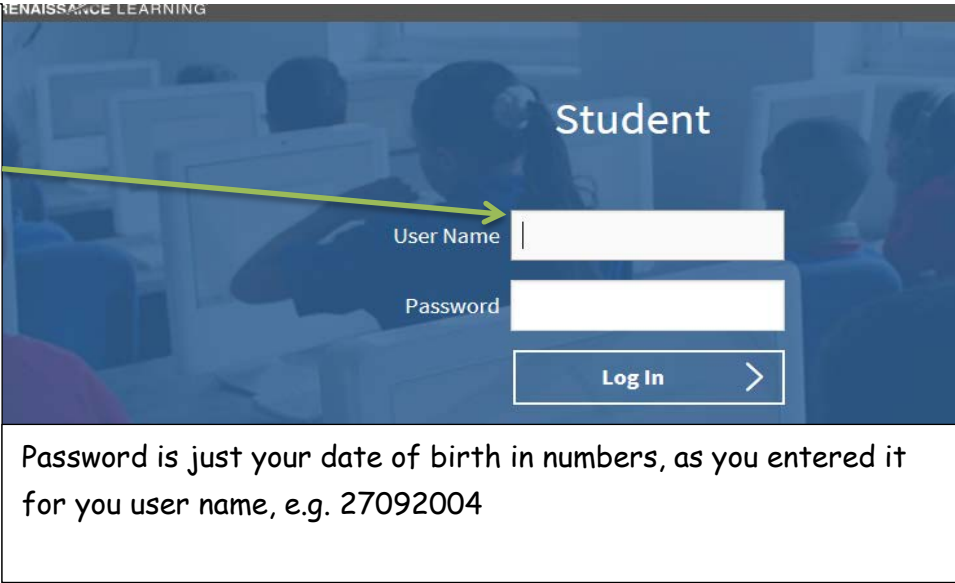 RENAISSANCE LEARNING
Student
User Name
Password
Log In
Password is just your date of birth in numbers, as you entered it
for you user name, e.g. 27092004